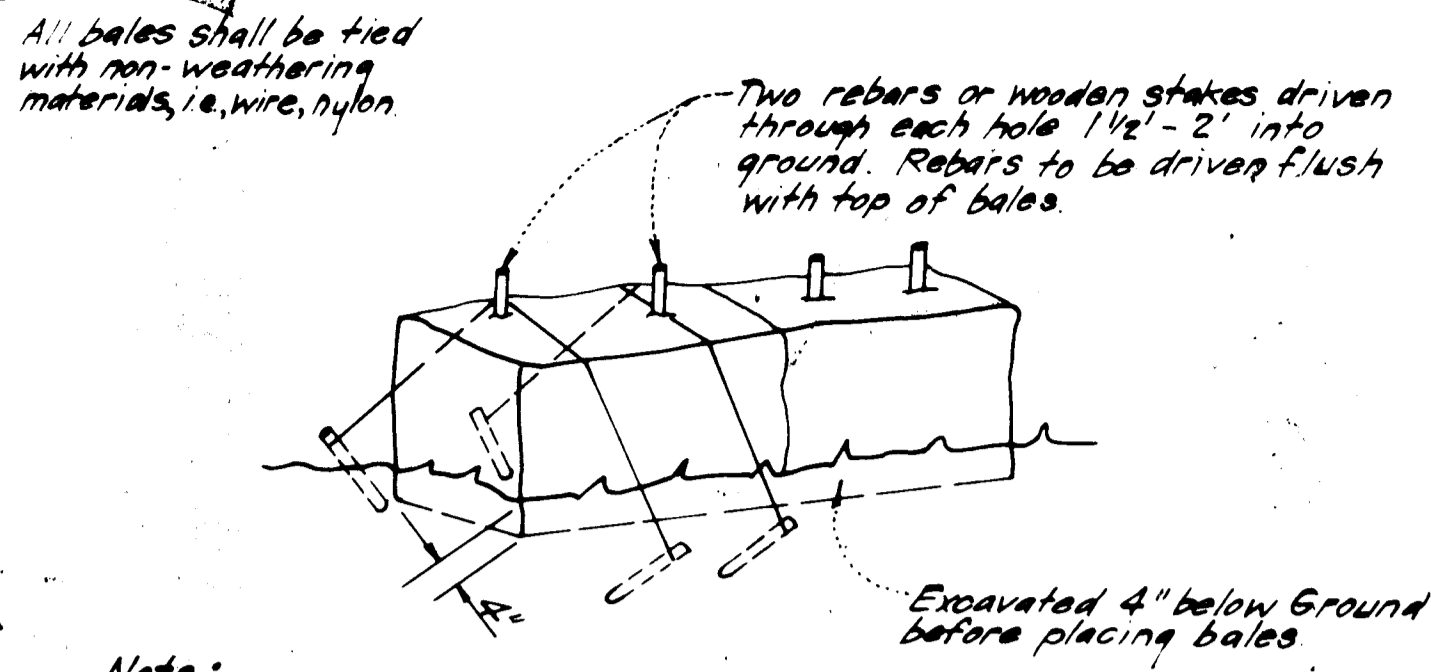 All bales shall be tied
with non-weathering
materials, i.e., wire, nylon.
Two rebars or wooden stakes driven
through each hole 1 1/2' - 2' into
ground. Rebars to be driven flush
with top of bales.
4"
Excavated 4" below Ground
before placing bales.
Note: